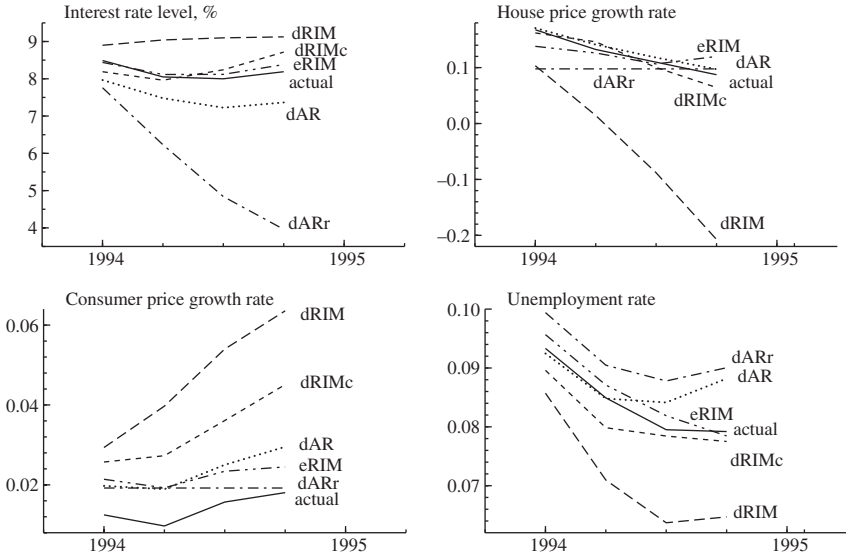 Interest rate level, %
9
8
7
6
5
4
dRIM
dRIMc
eRIM
actual
dAR
dARr
1994
1995
House price growth rate
0.1
0.0
–0.1
–0.2
eRIM
dAR
actual
dARr
dRIMc
dRIM
1994
1995
Consumer price growth rate
0.06
0.04
0.02
dRIM
dRIMc
dAR
eRIM
dARr
actual
1994
1995
Unemployment rate
0.10
0.09
0.08
0.07
dARr
dAR
eRIM
actual
dRIMc
dRIM
1994
1995